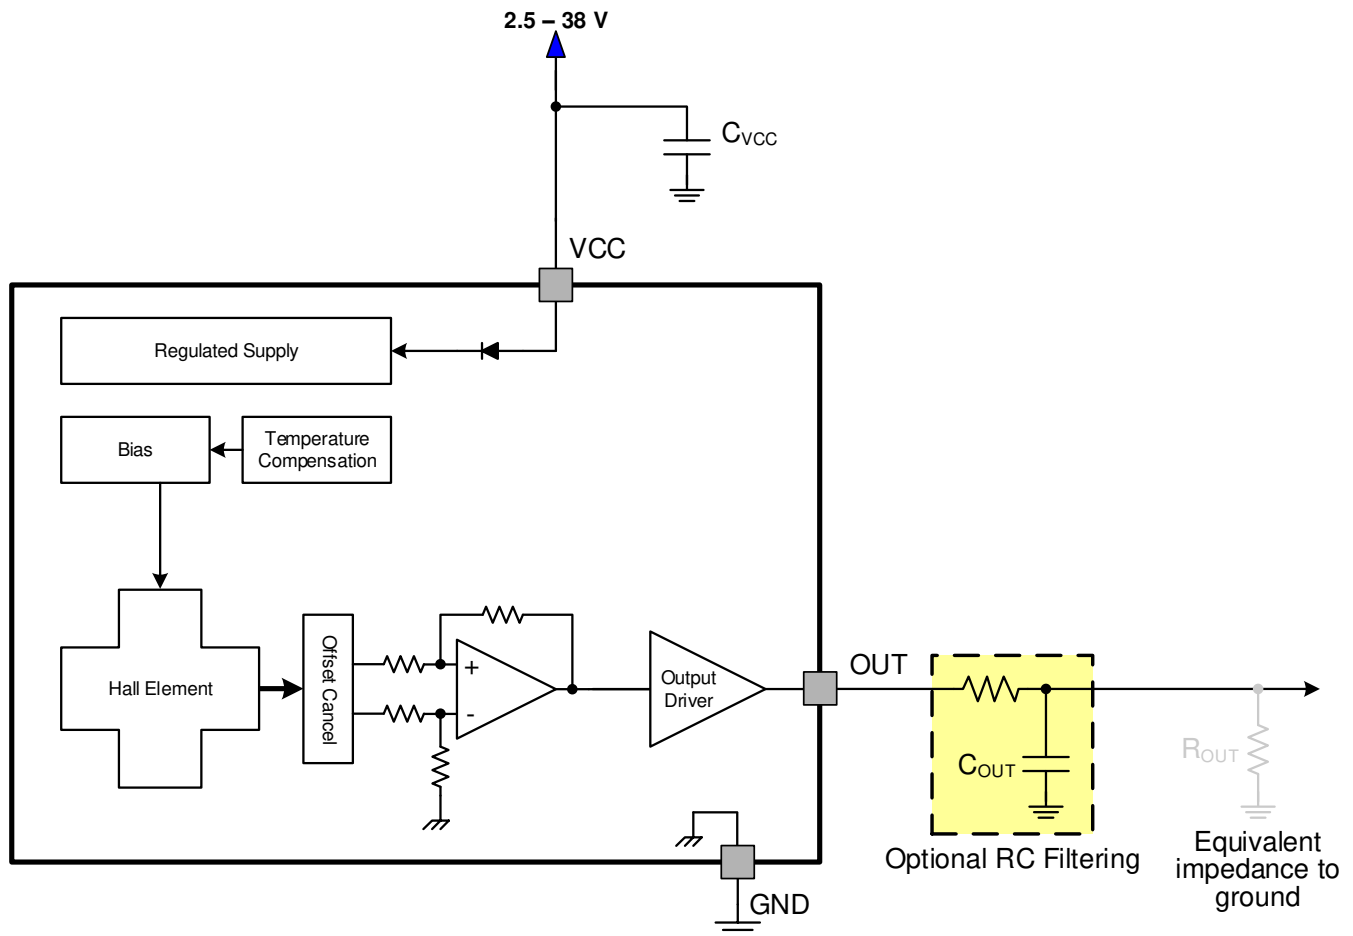 2.5 – 38 V
CVCC
VCC
Regulated Supply
Bias
Temperature
Compensation
Hall Element
Offset Cancel
+
-
Output
Driver
OUT
COUT
Optional RC Filtering
ROUT
Equivalent
impedance to
ground
GND